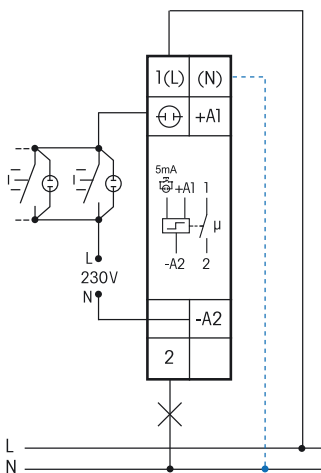 1(L) (N)
+A1
5mA
+A1 1
µ
-A2 2
L
230V
N
-A2
2
L
N